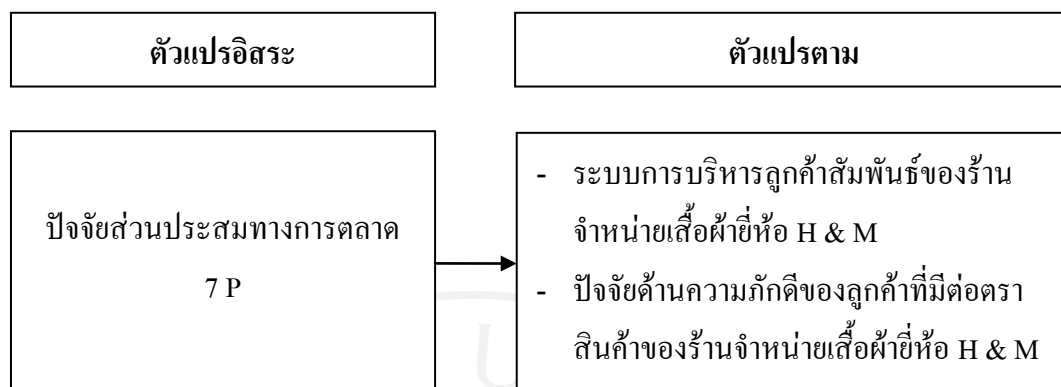 ตัวแปรอิสระ
ตัวแปรตาม
ปัจจัยส่วนประสมทางการตลาด
7 P
- ระบบการบริหารลูกค้าสัมพันธ์ของร้าน
จำหน่ายเสื้อผ้ายี่ห้อ H & M
- ปัจจัยด้านความภักดีของลูกค้าที่มีต่อตรา
สินค้าของร้านจำหน่ายเสื้อผ้ายี่ห้อ H & M